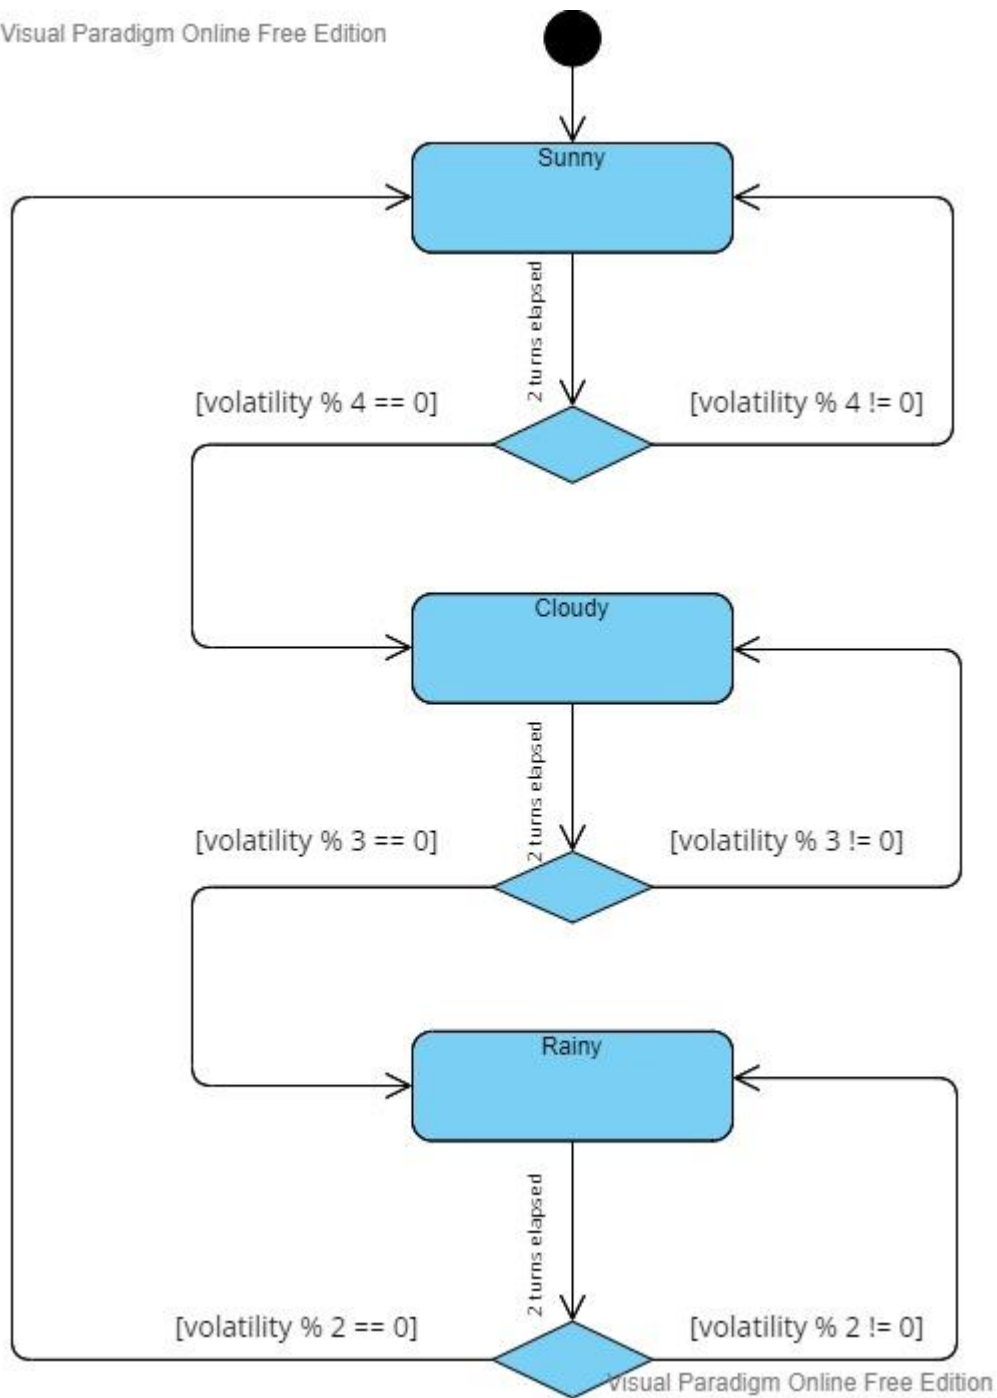 Visual Paradigm Online Free Edition
Sunny
2 turns elapsed
[volatility % 4 == 0]
[volatility % 4 != 0]
Cloudy
2 turns elapsed
[volatility % 3 == 0]
[volatility % 3 != 0]
Rainy
2 turns elapsed
[volatility % 2 == 0]
[volatility % 2 != 0]
Visual Paradigm Online Free Edition